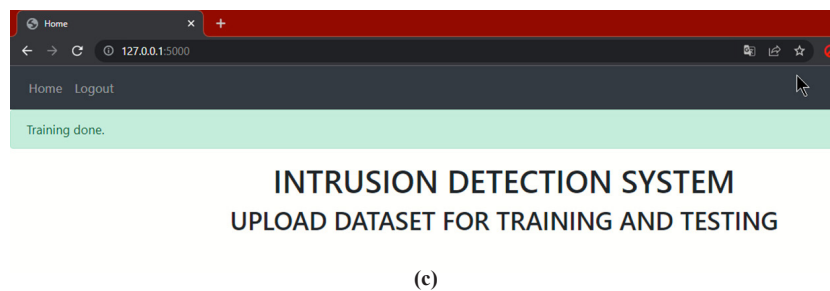 Home
127.0.0.1:5000
Home Logout
Training done.
INTRUSION DETECTION SYSTEM
UPLOAD DATASET FOR TRAINING AND TESTING
(c)